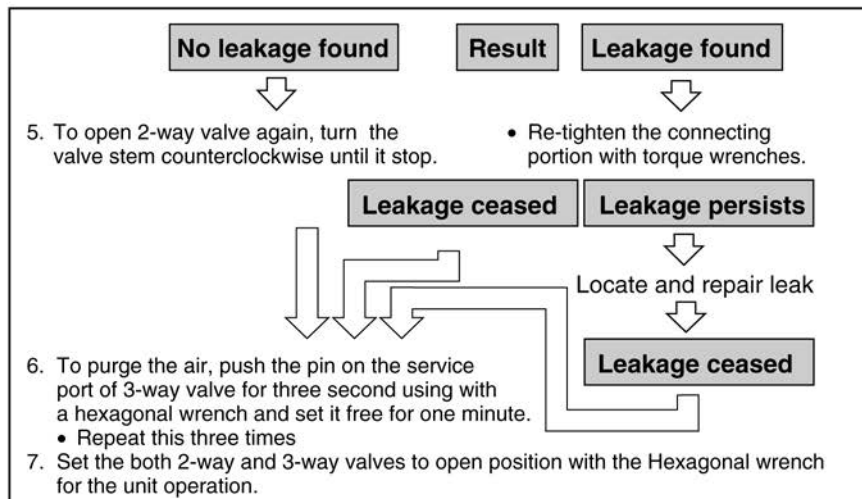 No leakage found
Result
Leakage found
5. To open 2-way valve again, turn the
valve stem counterclockwise until it stop.
• Re-tighten the connecting
portion with torque wrenches.
Leakage ceased
Leakage persists
Locate and repair leak
Leakage ceased
6. To purge the air, push the pin on the service
port of 3-way valve for three second using with
a hexagonal wrench and set it free for one minute.
• Repeat this three times
7. Set the both 2-way and 3-way valves to open position with the Hexagonal wrench
for the unit operation.